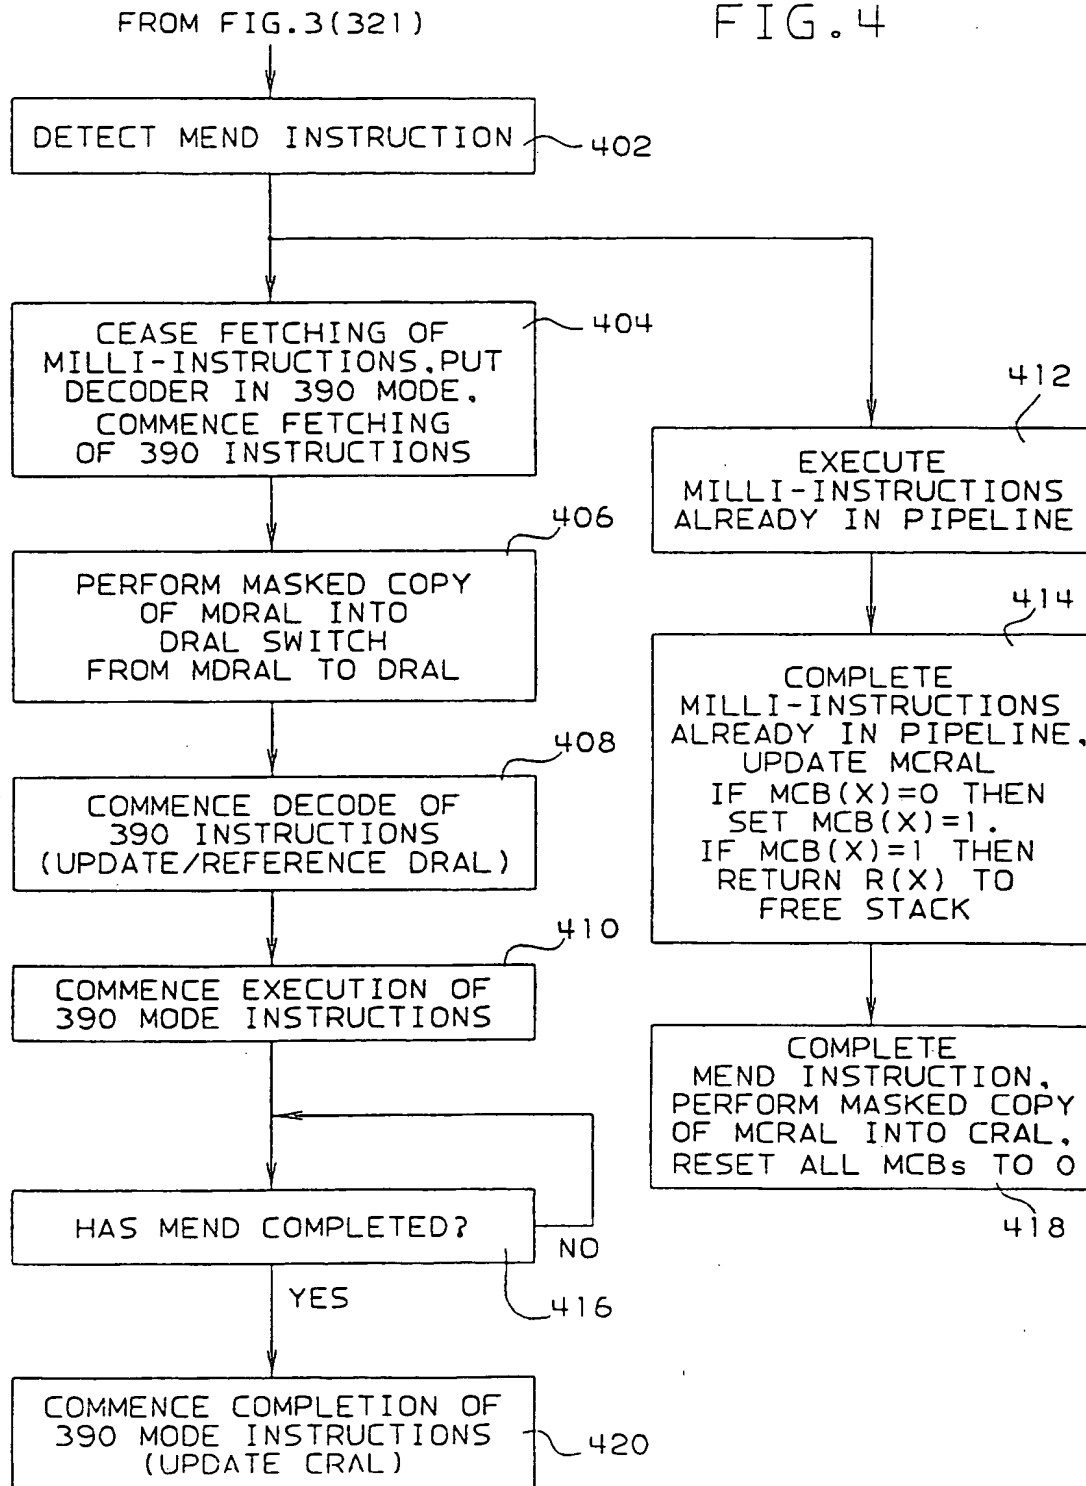 FROM FIG.3(321)
FIG.4
DETECT MEND INSTRUCTION
402
CEASE FETCHING OF
MILLI-INSTRUCTIONS.PUT
DECODER IN 390 MODE.
COMMENCE FETCHING
OF 390 INSTRUCTIONS
404
PERFORM MASKED COPY
OF MDRAL INTO
DRAL SWITCH
FROM MDRAL TO DRAL
406
COMMENCE DECODE OF
390 INSTRUCTIONS
(UPDATE/REFERENCE DRAL)
408
COMMENCE EXECUTION OF
390 MODE INSTRUCTIONS
410
HAS MEND COMPLETED?
NO
YES
416
COMMENCE COMPLETION OF
390 MODE INSTRUCTIONS
(UPDATE CRAL)
420
412
EXECUTE
MILLI-INSTRUCTIONS
ALREADY IN PIPELINE
414
COMPLETE
MILLI-INSTRUCTIONS
ALREADY IN PIPELINE.
UPDATE MCRAL
IF MCB(X)=0 THEN
SET MCB(X)=1.
IF MCB(X)=1 THEN
RETURN R(X) TO
FREE STACK
COMPLETE
MEND INSTRUCTION.
PERFORM MASKED COPY
OF MCRAL INTO CRAL.
RESET ALL MCBs TO 0
418